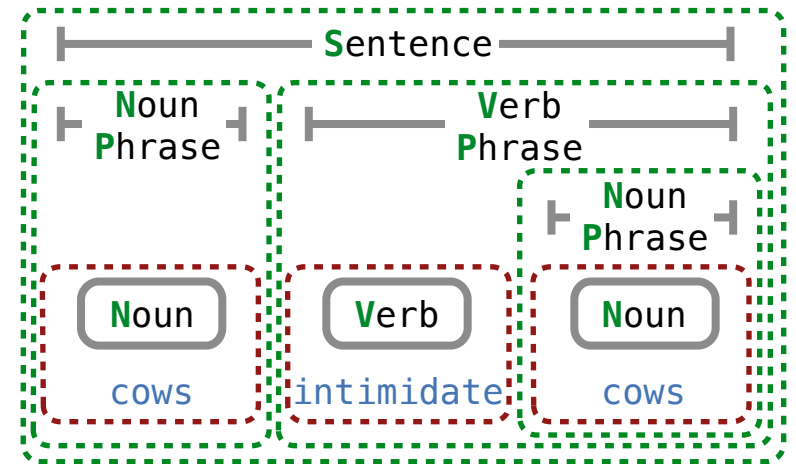 Sentence
Noun
Phrase
Verb
Phrase
Noun
Phrase
Noun
Verb
Noun
cows
intimidate
cows